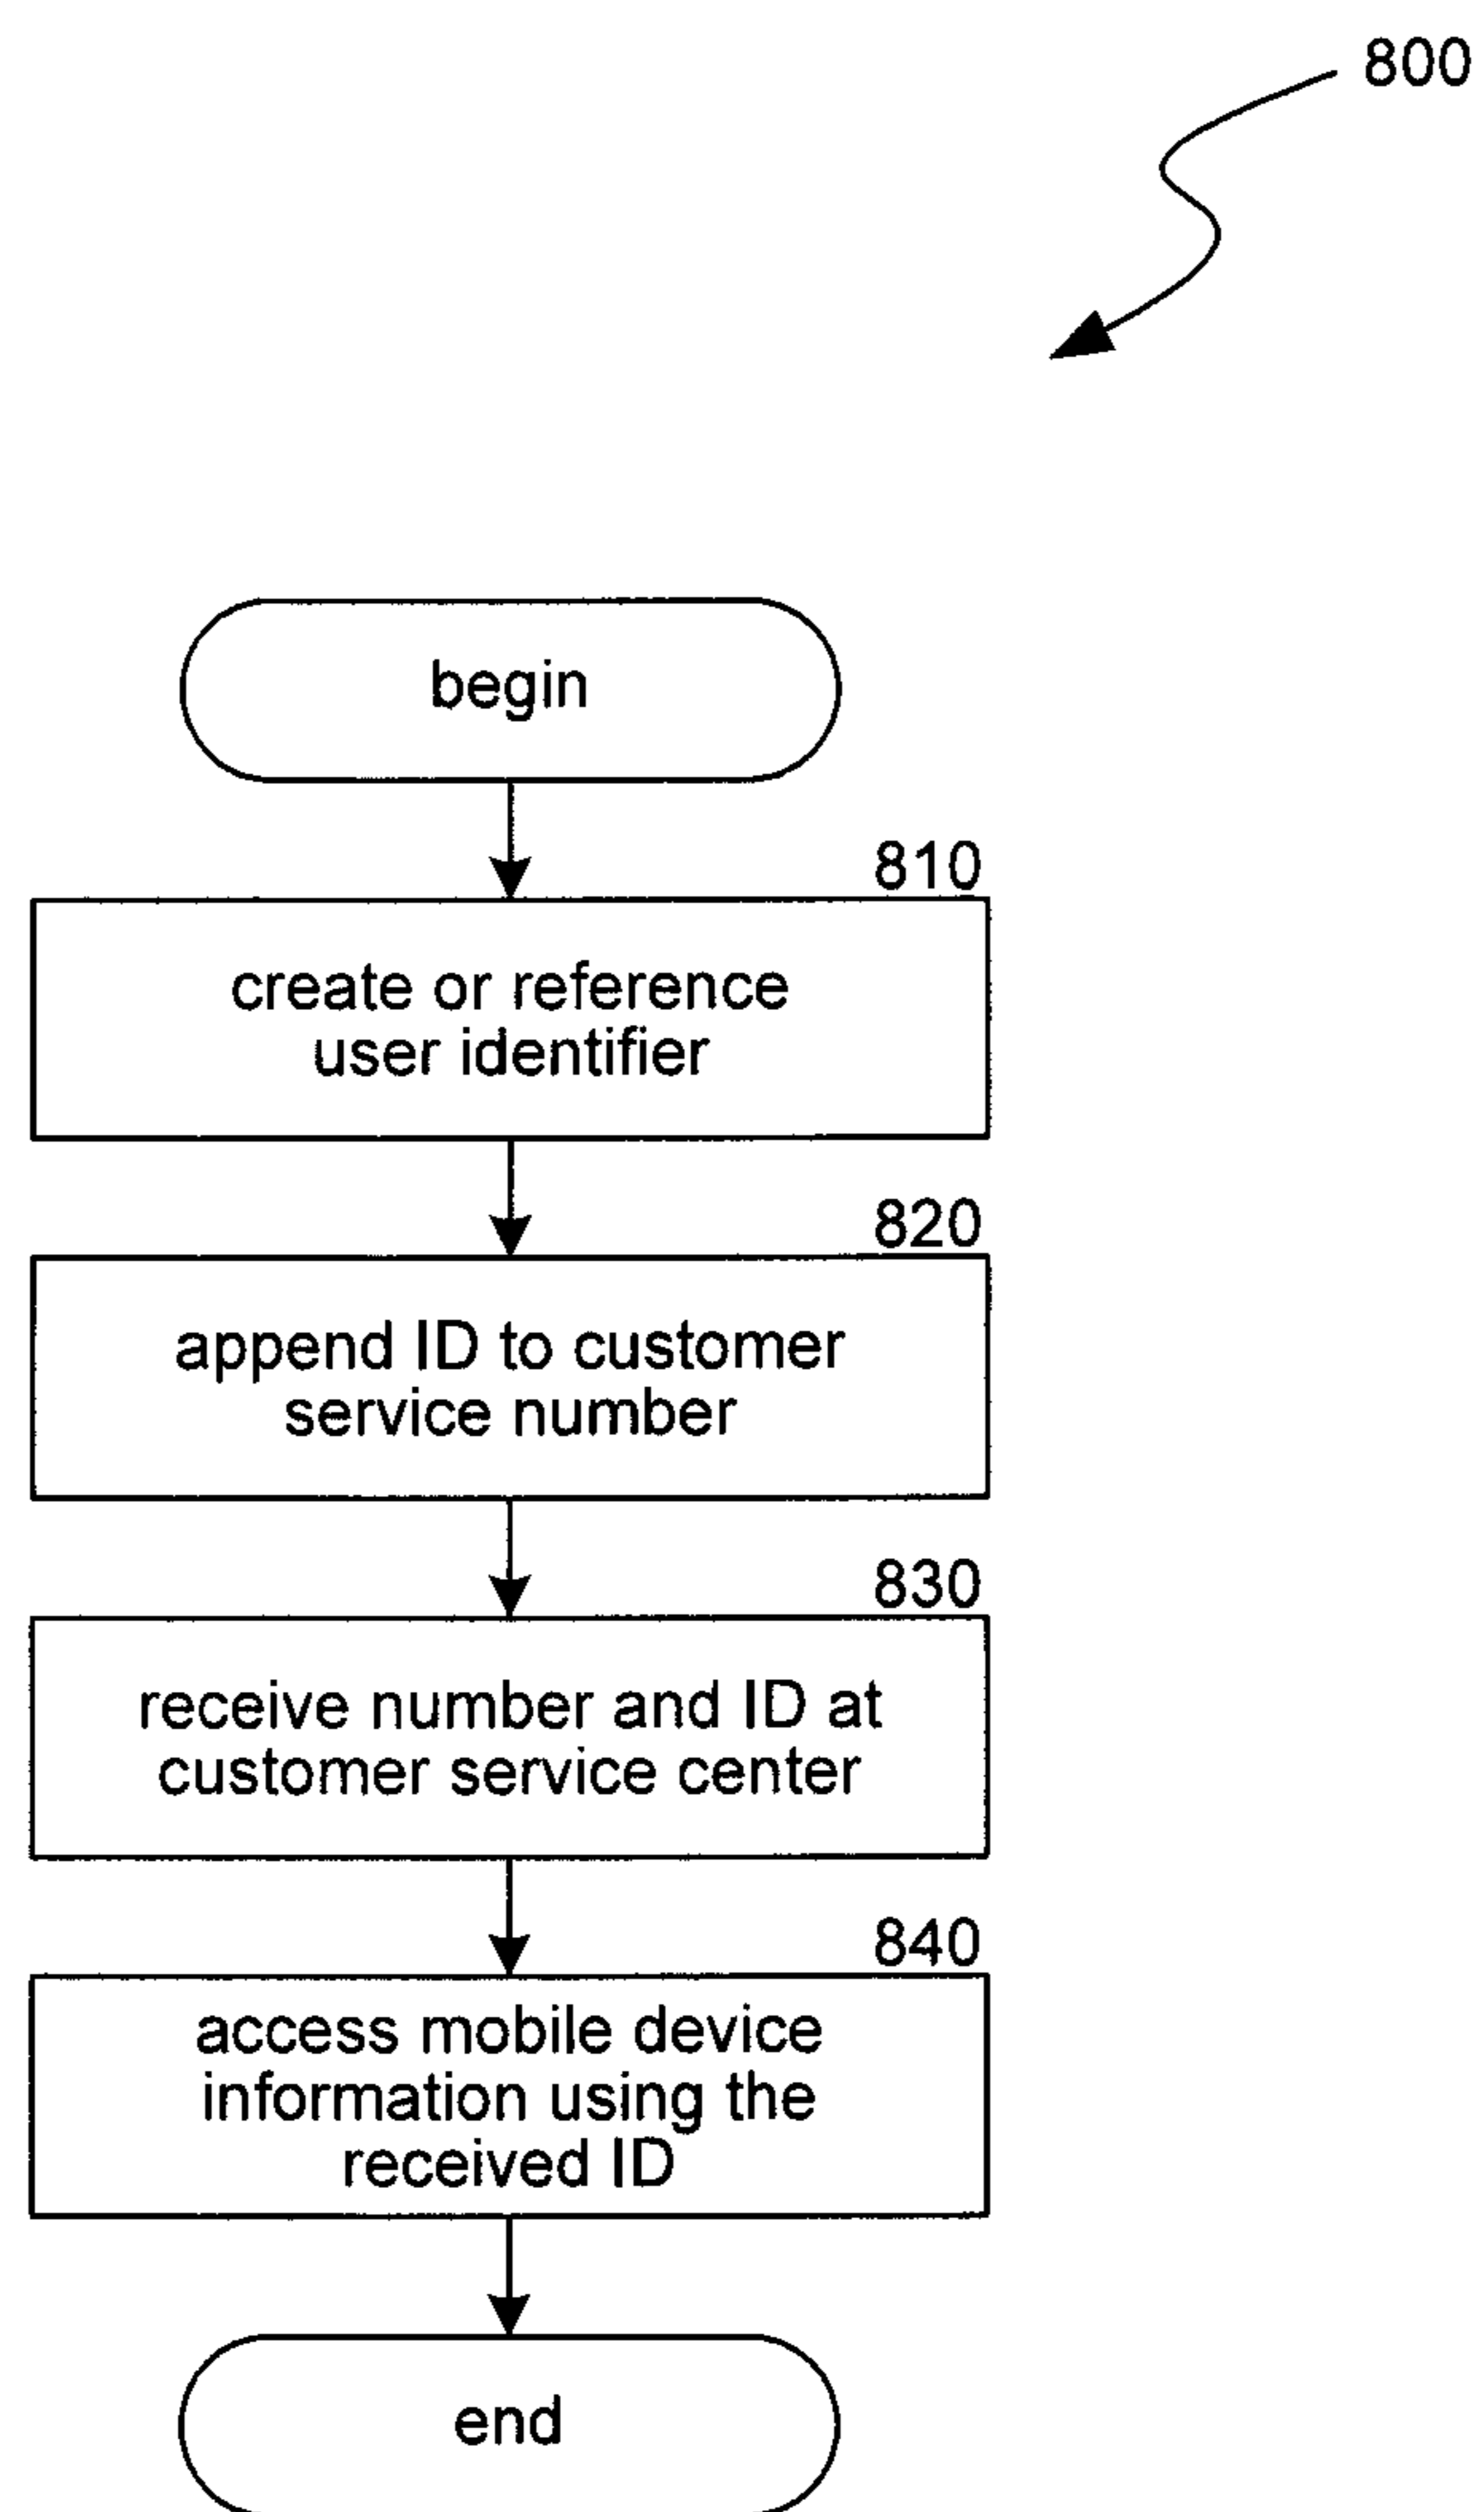 800
begin
810
create or reference
user identifier
820
append ID to customer
service number
830
receive number and ID at
customer service center
840
access mobile device
information using the
received ID
end